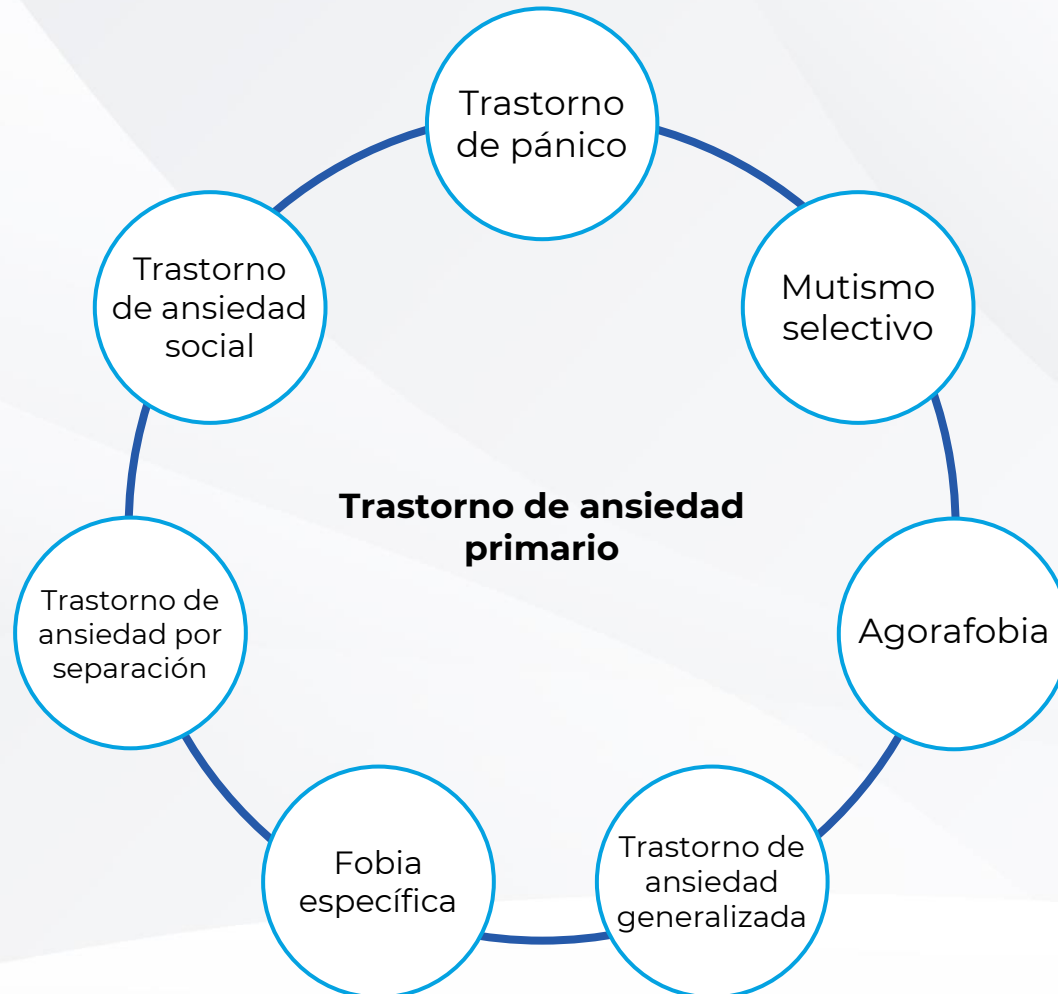 Trastorno
de pánico
Mutismo
selectivo
Agorafobia
Trastorno de
ansiedad
generalizada
Fobia
específica
Trastorno de
ansiedad por
separación
Trastorno
de ansiedad
social
Trastorno de ansiedad
primario